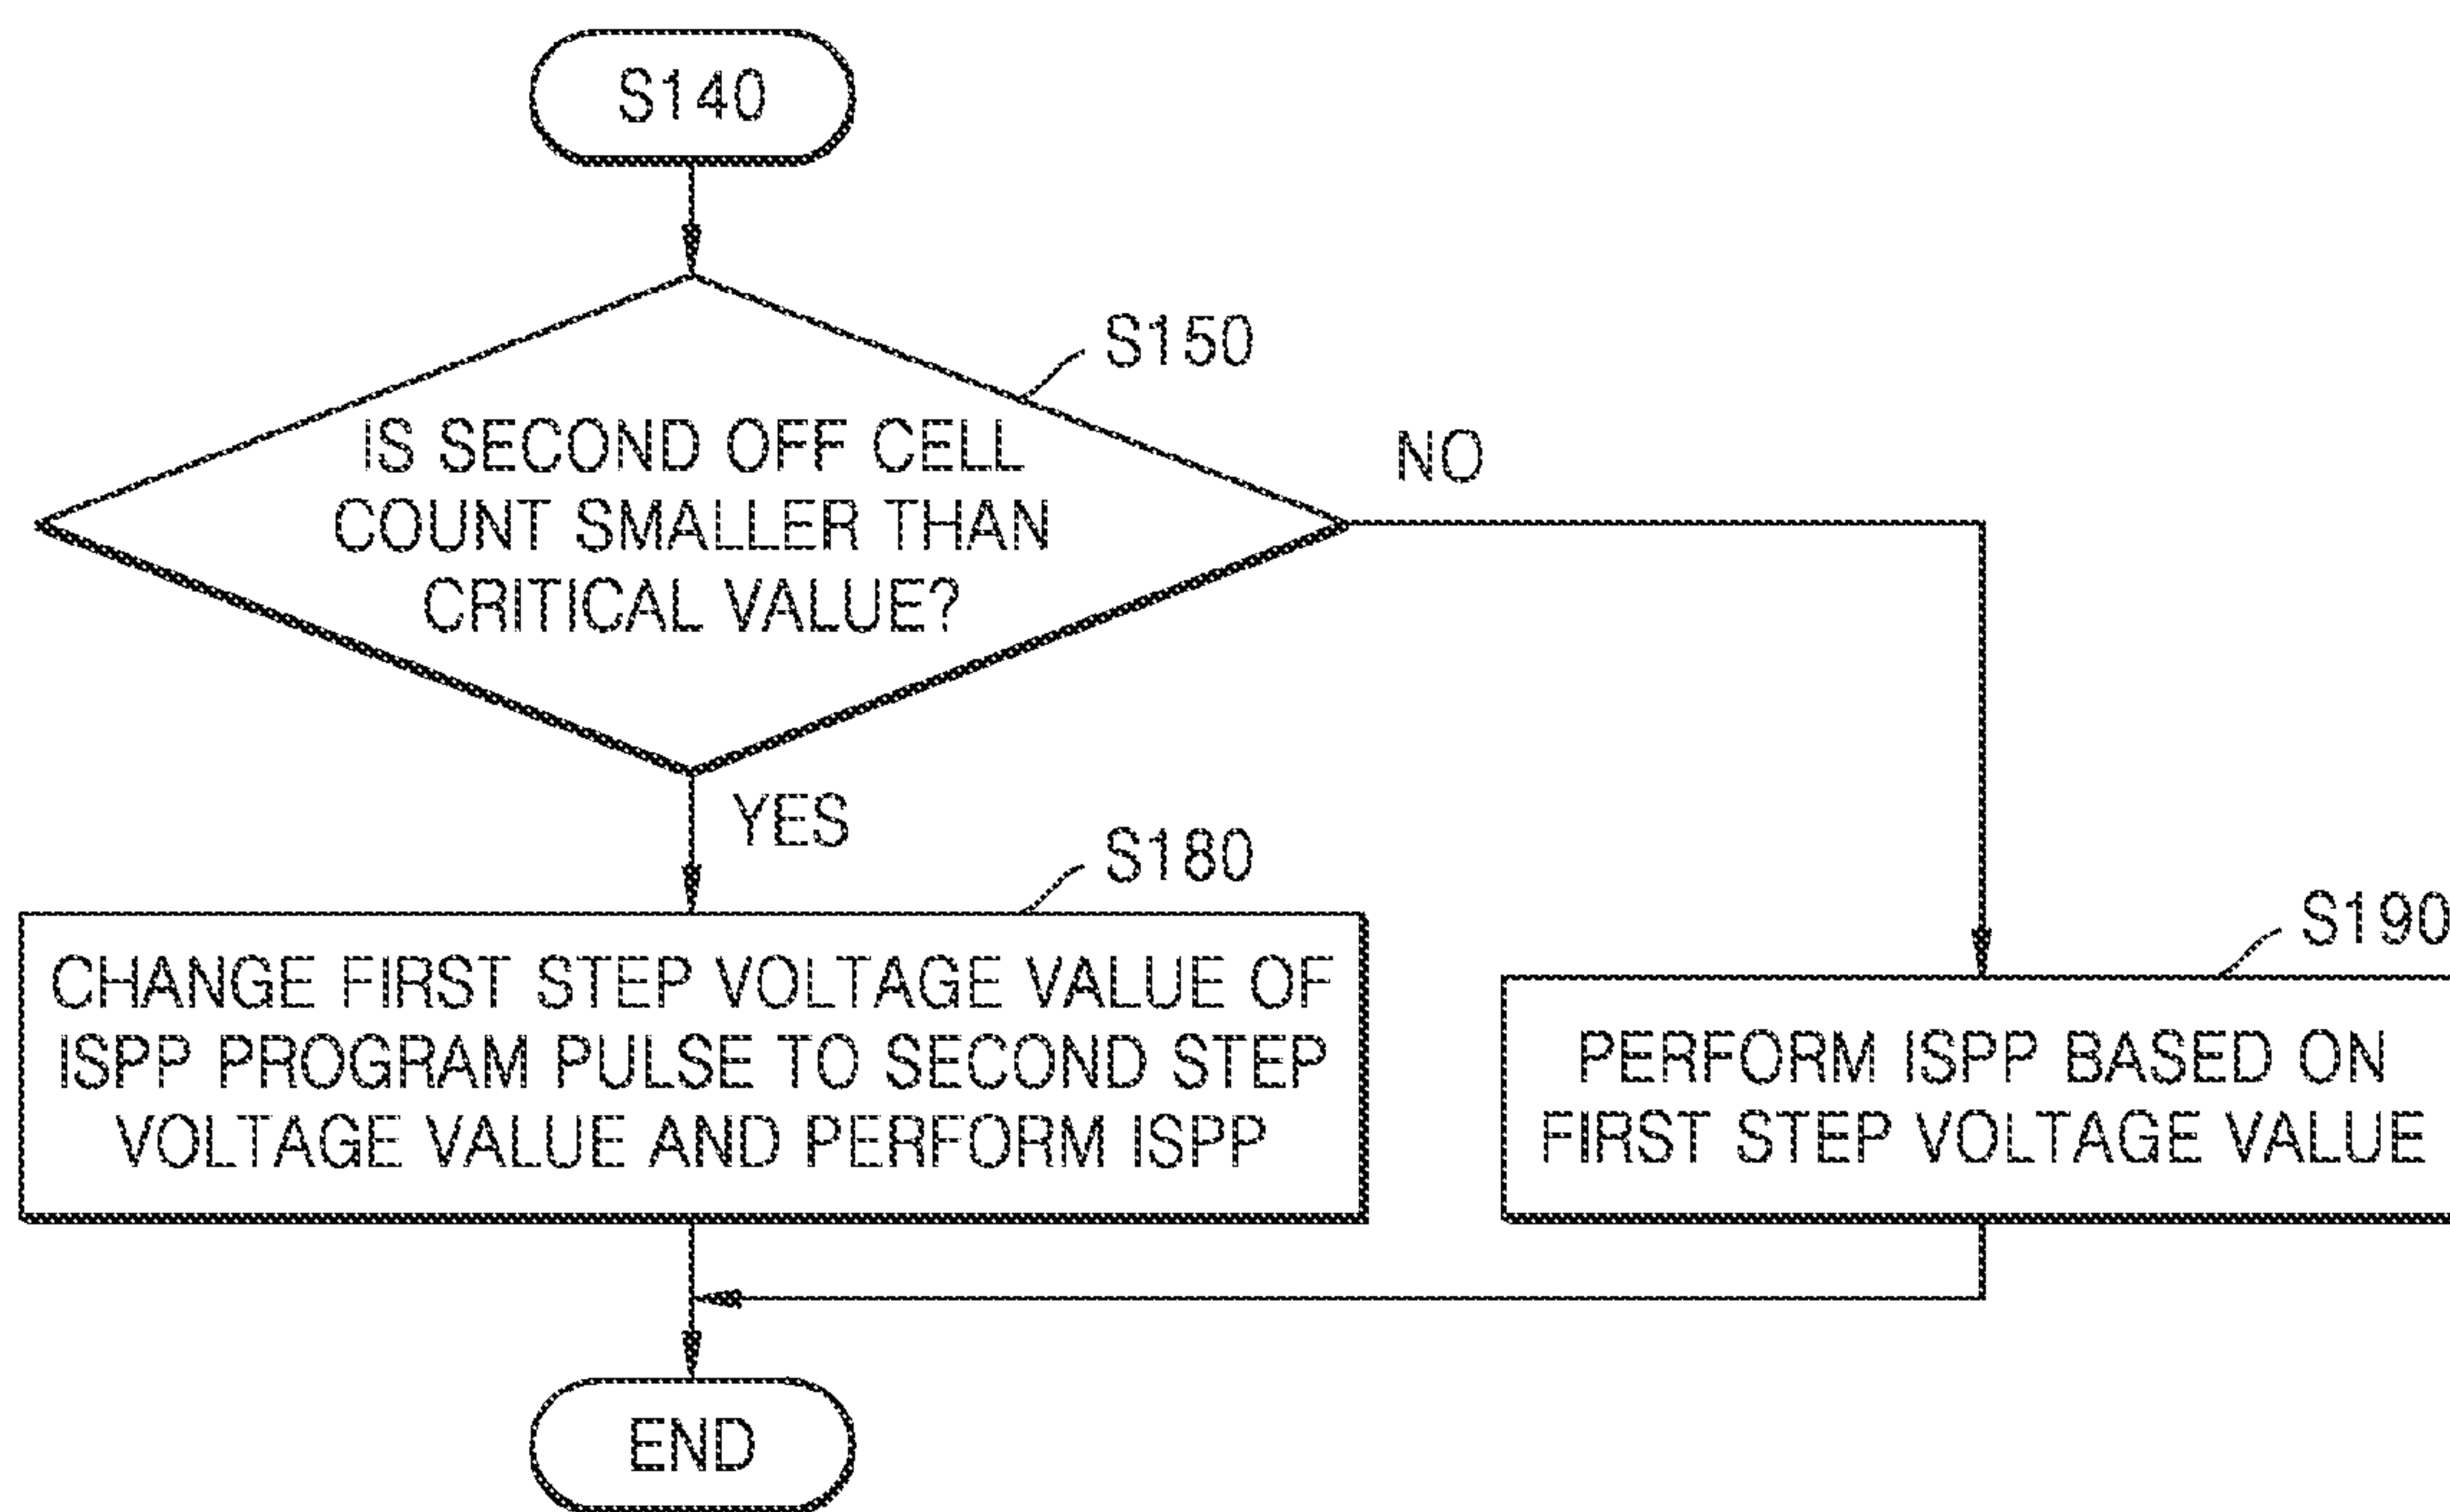 S140
S150
IS SECOND OFF CELL
COUNT SMALLER THAN
CRITICAL VALUE?
NO
YES
S180
CHANGE FIRST STEP VOLTAGE VALUE OF
ISPP PROGRAM PULSE TO SECOND STEP
VOLTAGE VALUE AND PERFORM ISPP
S190
PERFORM ISPP BASED ON
FIRST STEP VOLTAGE VALUE
END